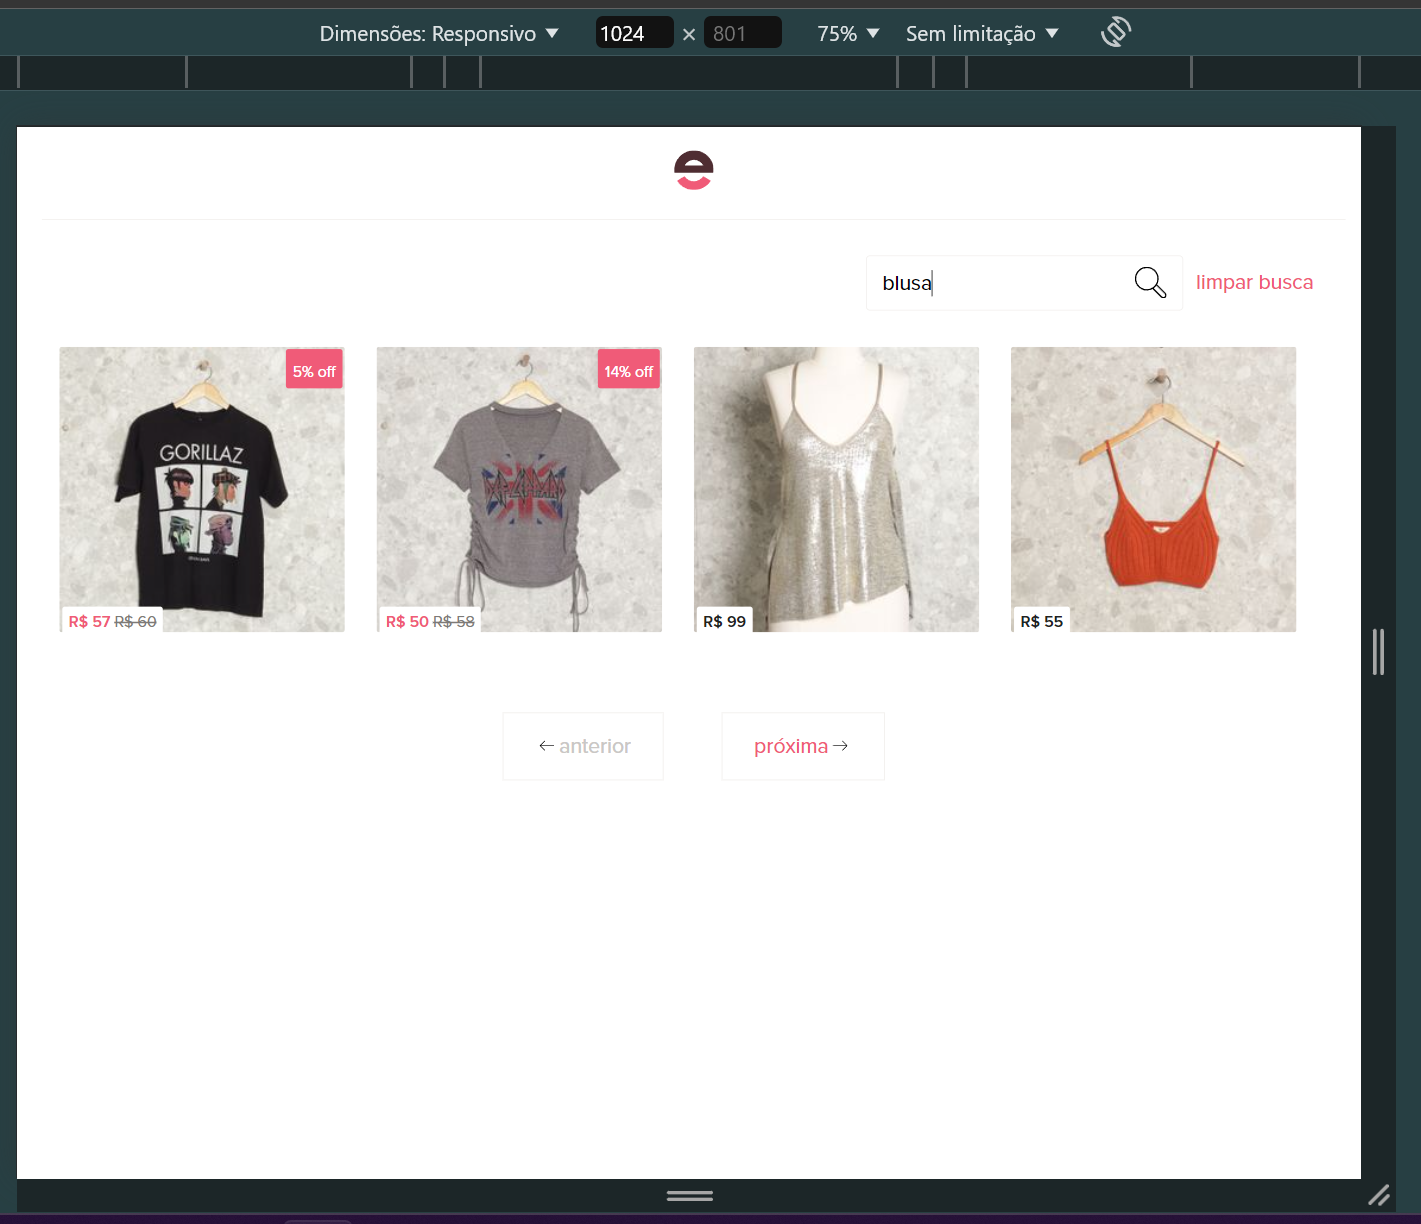 Dimensões: Responsivo ▼ 1024 × 801 75% ▼ Sem limitação ▼
blusa limpar busca
5% off
14% off
GORILLAZ
R$ 57 R$ 60
R$ 50 R$ 58
R$ 99
R$ 55
← anterior
próxima →